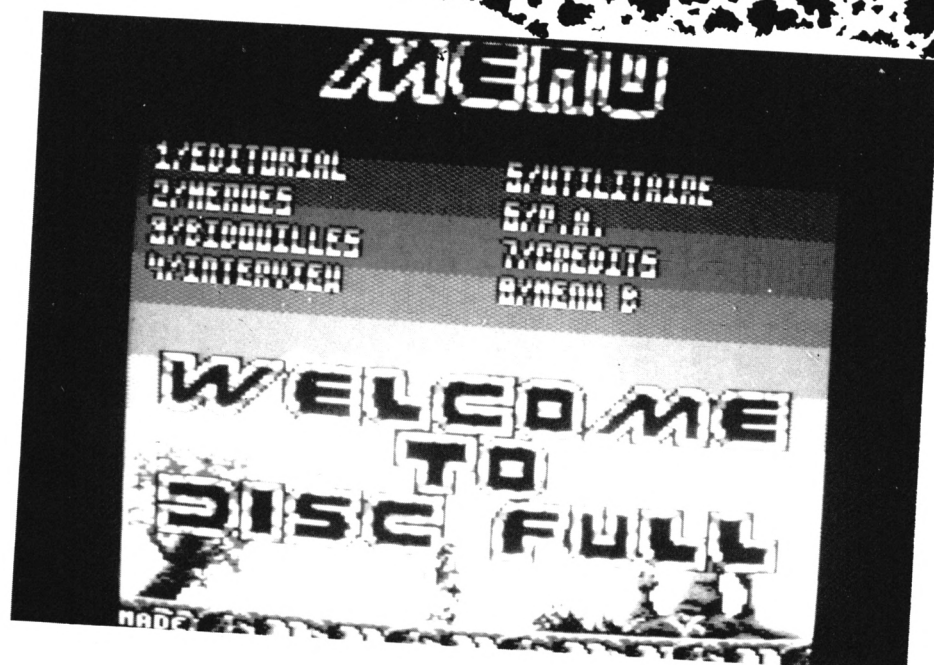 MENU
1/EDITORIAL
2/HEROES
3/BIDOUILLES
4/INTERVIEW
5/UTILITAIRE
6/P.A.
7/CREDITS
8/MENU
WELCOME
TO
DISC FULL
MADE